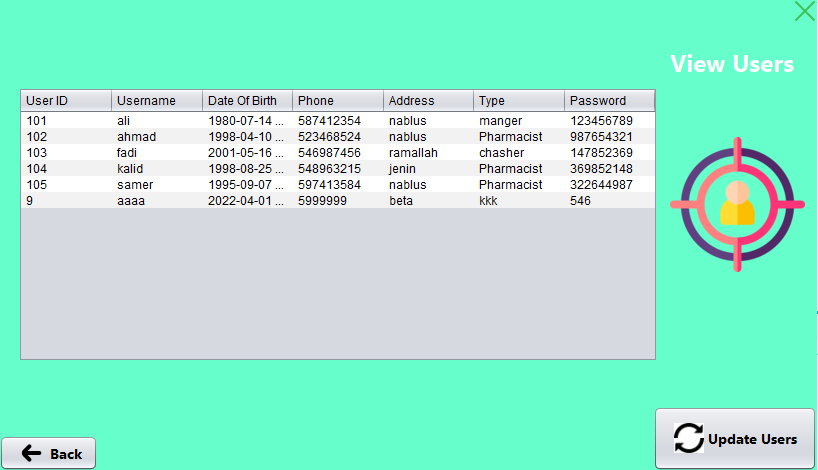 View Users
User ID Username Date Of Birth Phone Address Type Password
101 ali 1980-07-14 ... 587412354 nablus manger 123456789
102 ahmad 1998-04-10 ... 523468524 nablus Pharmacist 987654321
103 fadi 2001-05-16 ... 546987456 ramallah chasher 147852369
104 kalid 1998-08-25 ... 548963215 jenin Pharmacist 369852148
105 samer 1995-09-07 ... 597413584 nablus Pharmacist 322644987
9 aaaa 2022-04-01 ... 5999999 beta kkk 546
Update Users
Back